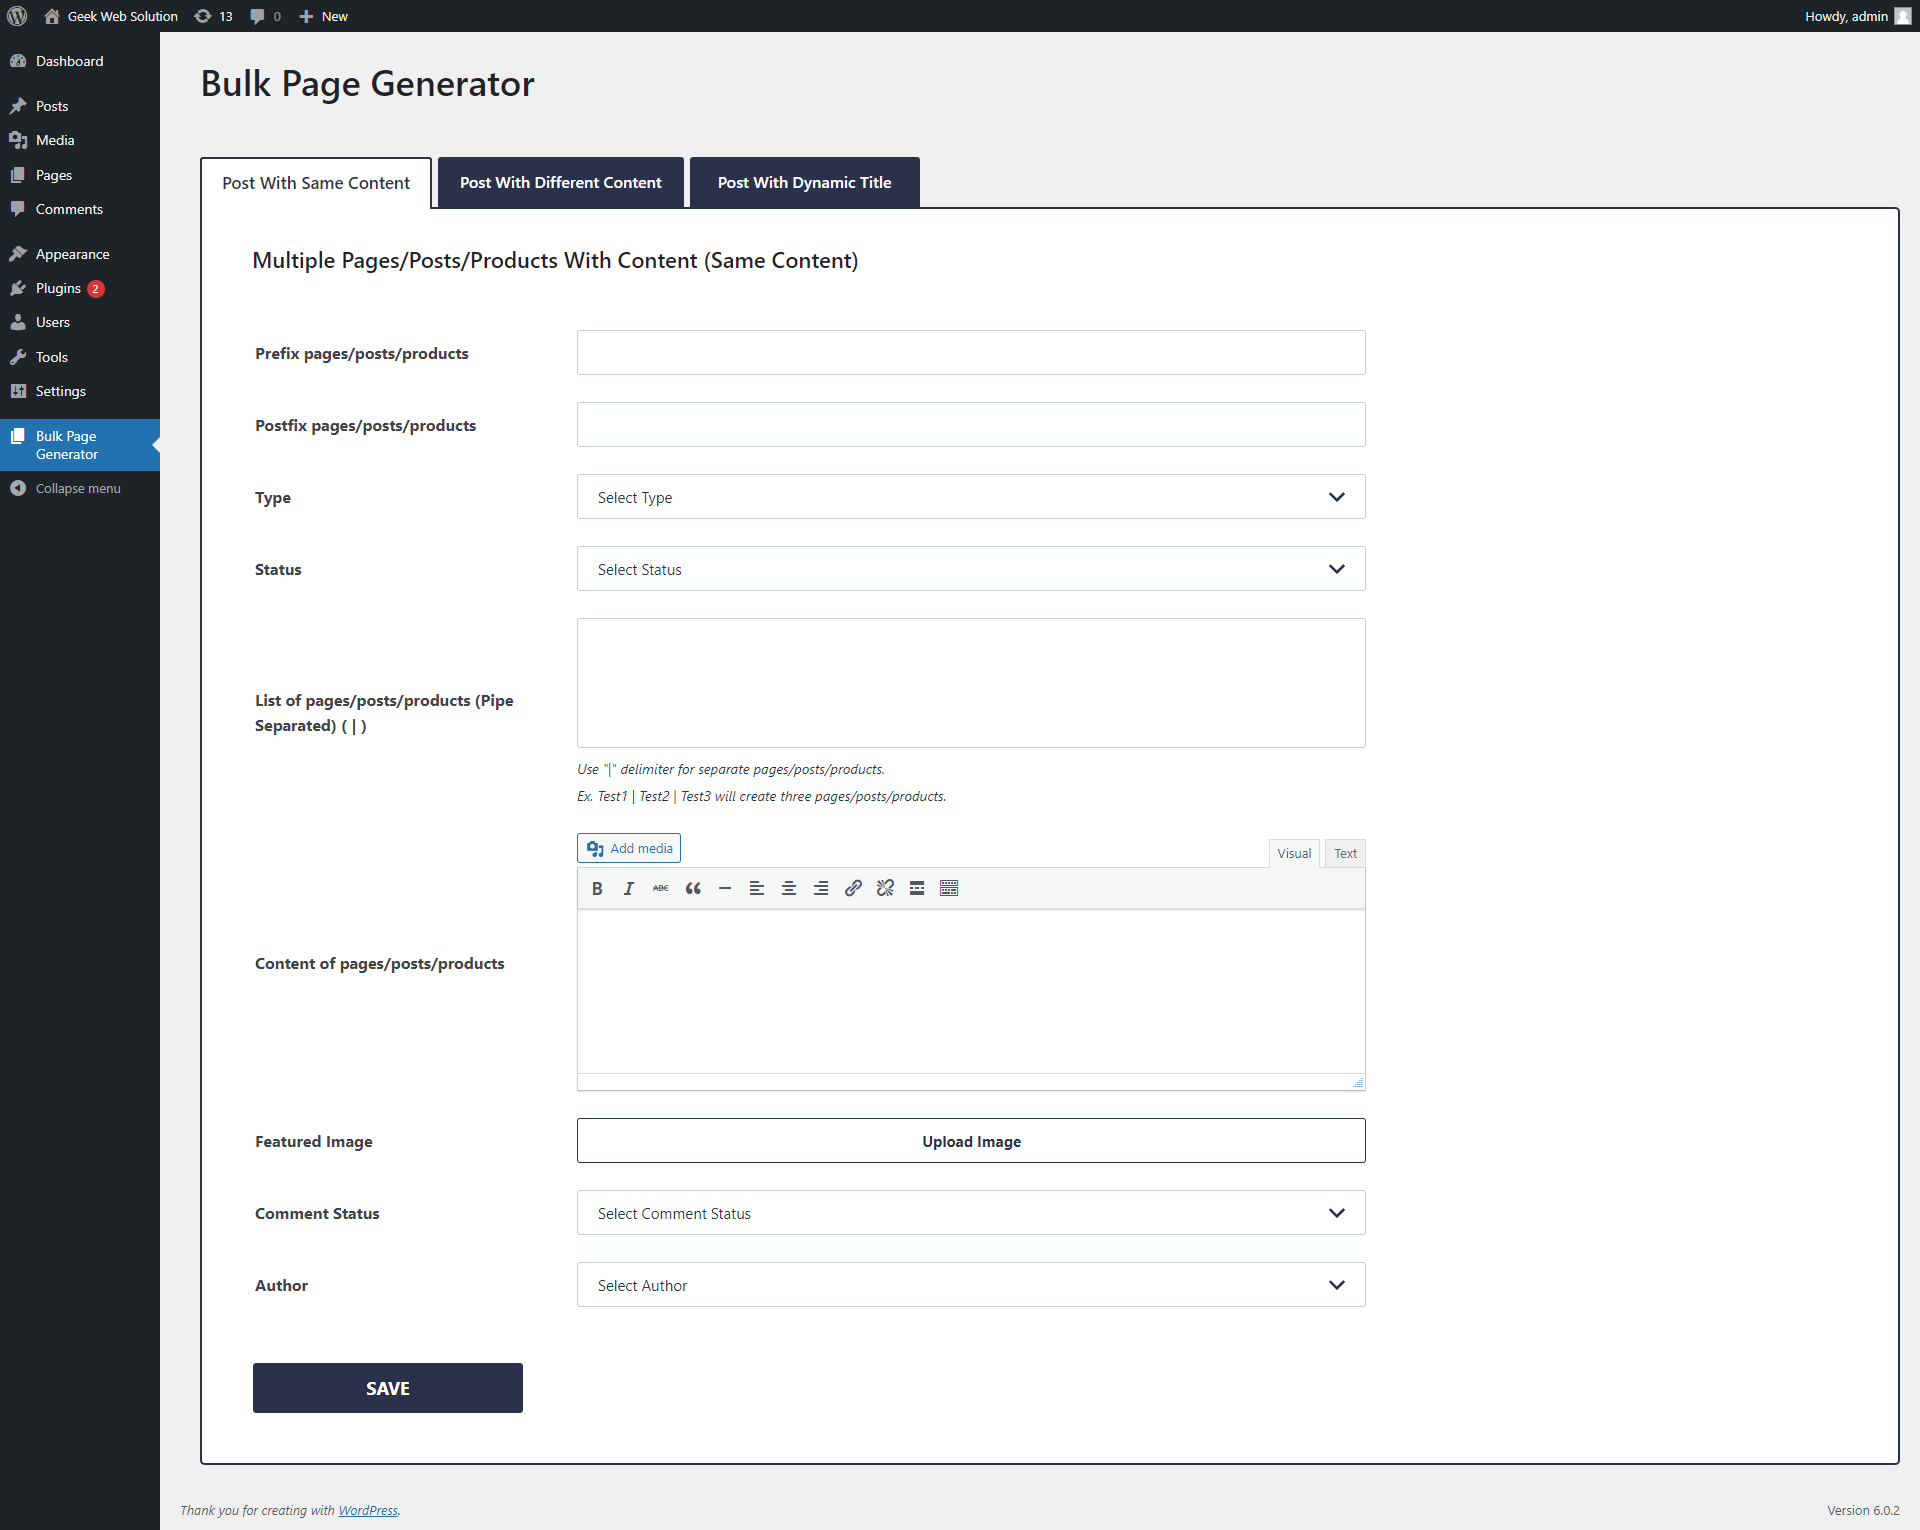 Geek Web Solution 13 0 New Howdy, admin
Dashboard
Posts
Media
Pages
Comments
Appearance
Plugins 2
Users
Tools
Settings
Bulk Page
Generator
Collapse menu
Bulk Page Generator
Post With Same Content Post With Different Content Post With Dynamic Title
Multiple Pages/Posts/Products With Content (Same Content)
Prefix pages/posts/products
Postfix pages/posts/products
Type Select Type
Status Select Status
List of pages/posts/products (Pipe
Separated) ( | )
Use "|" delimiter for separate pages/posts/products.
Ex. Test1 | Test2 | Test3 will create three pages/posts/products.
Add media Visual Text
B I ABC
Content of pages/posts/products
Featured Image Upload Image
Comment Status Select Comment Status
Author Select Author
SAVE
Thank you for creating with WordPress. Version 6.0.2